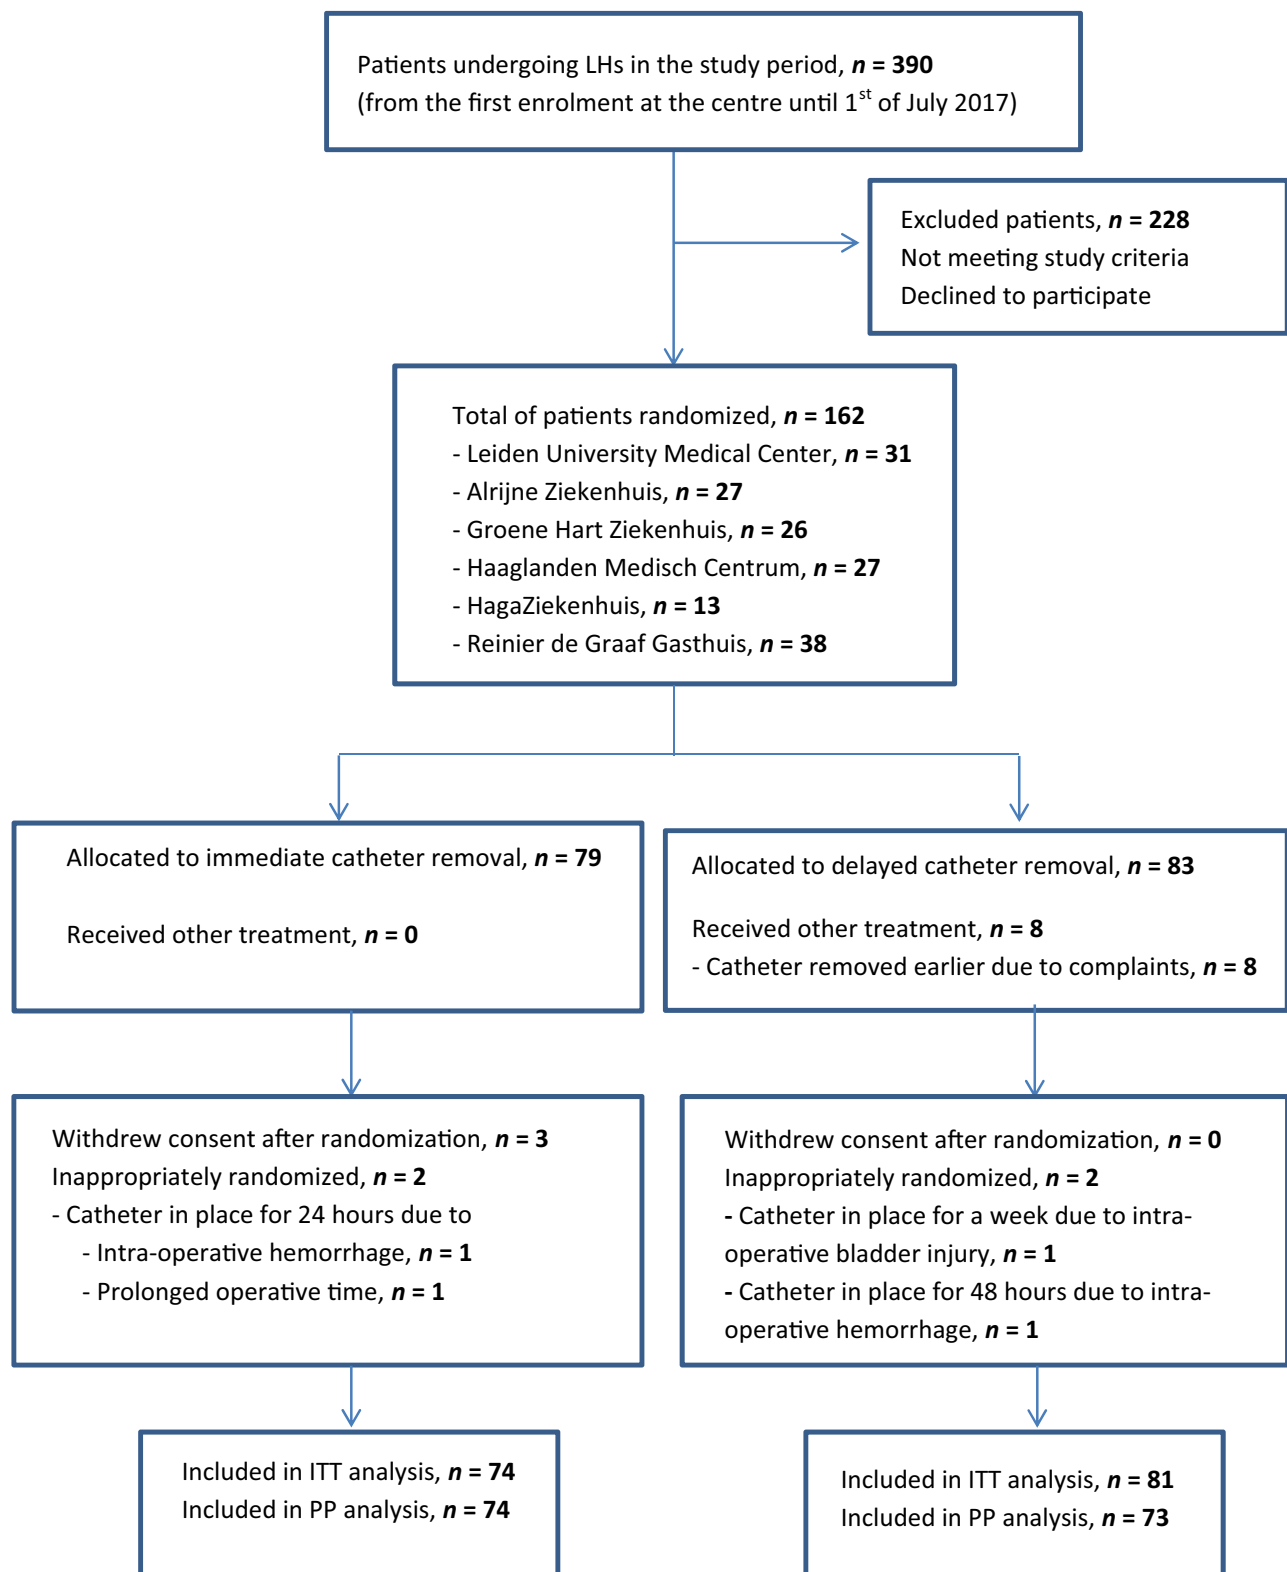 Patients undergoing LHs in the study period, n = 390
(from the first enrolment at the centre until 1st of July 2017)
Excluded patients, n = 228
Not meeting study criteria
Declined to participate
Total of patients randomized, n = 162
- Leiden University Medical Center, n = 31
- Alrijne Ziekenhuis, n = 27
- Groene Hart Ziekenhuis, n = 26
- Haaglanden Medisch Centrum, n = 27
- HagaZiekenhuis, n = 13
- Reinier de Graaf Gasthuis, n = 38
Allocated to immediate catheter removal, n = 79
Received other treatment, n = 0
Allocated to delayed catheter removal, n = 83
Received other treatment, n = 8
- Catheter removed earlier due to complaints, n = 8
Withdrew consent after randomization, n = 3
Inappropriately randomized, n = 2
- Catheter in place for 24 hours due to
- Intra-operative hemorrhage, n = 1
- Prolonged operative time, n = 1
Withdrew consent after randomization, n = 0
Inappropriately randomized, n = 2
- Catheter in place for a week due to intra-
operative bladder injury, n = 1
- Catheter in place for 48 hours due to intra-
operative hemorrhage, n = 1
Included in ITT analysis, n = 74
Included in PP analysis, n = 74
Included in ITT analysis, n = 81
Included in PP analysis, n = 73